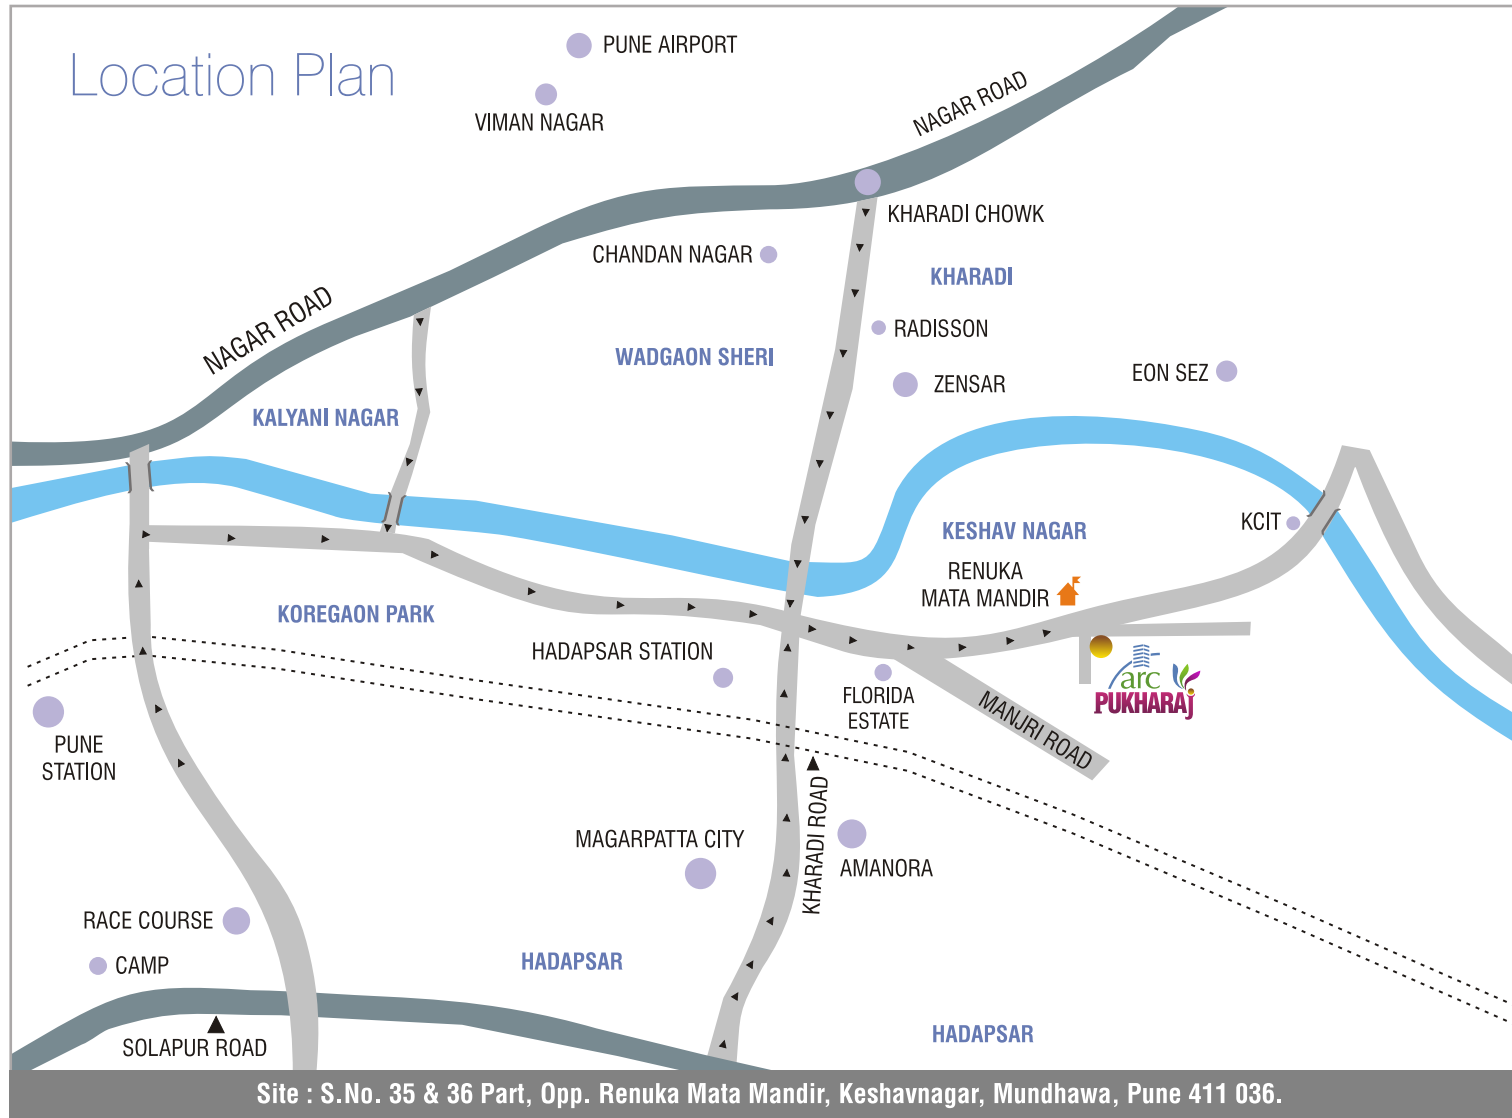 Location Plan
PUNE AIRPORT
VIMAN NAGAR
NAGAR ROAD
KHARADI CHOWK
CHANDAN NAGAR
KHARADI
NAGAR ROAD
RADISSON
WADGAON SHERI
EON SEZ
ZENSAR
KALYANI NAGAR
KCIT
KESHAV NAGAR
RENUKA
MATA MANDIR
KOREGAON PARK
HADAPSAR STATION
arc
PUKHARAJ
FLORIDA
ESTATE
MANJRI ROAD
PUNE
STATION
KHARADI ROAD
MAGARPATTA CITY
AMANORA
RACE COURSE
CAMP
HADAPSAR
HADAPSAR
SOLAPUR ROAD
Site : S.No. 35 & 36 Part, Opp. Renuka Mata Mandir, Keshavnagar, Mundhawa, Pune 411 036.